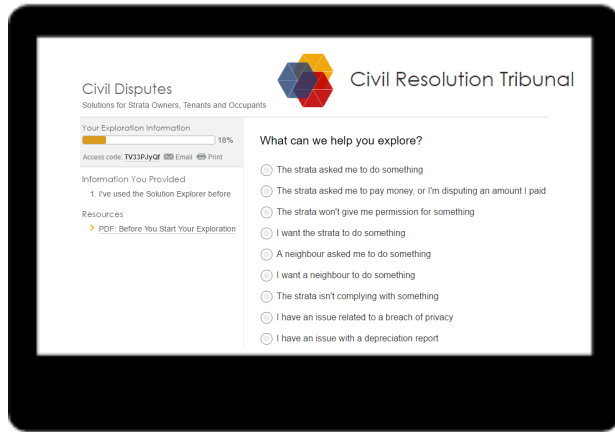 Civil Disputes
Solutions for Strata Owners, Tenants and Occupants
Civil Resolution Tribunal
Your Exploration Information
18%
Access code: TV33PJyQf Email Print
Information You Provided
1. I've used the Solution Explorer before
Resources
PDF: Before You Start Your Exploration
What can we help you explore?
The strata asked me to do something
The strata asked me to pay money, or I'm disputing an amount I paid
The strata won't give me permission for something
I want the strata to do something
A neighbour asked me to do something
I want a neighbour to do something
The strata isn't complying with something
I have an issue related to a breach of privacy
I have an issue with a depreciation report